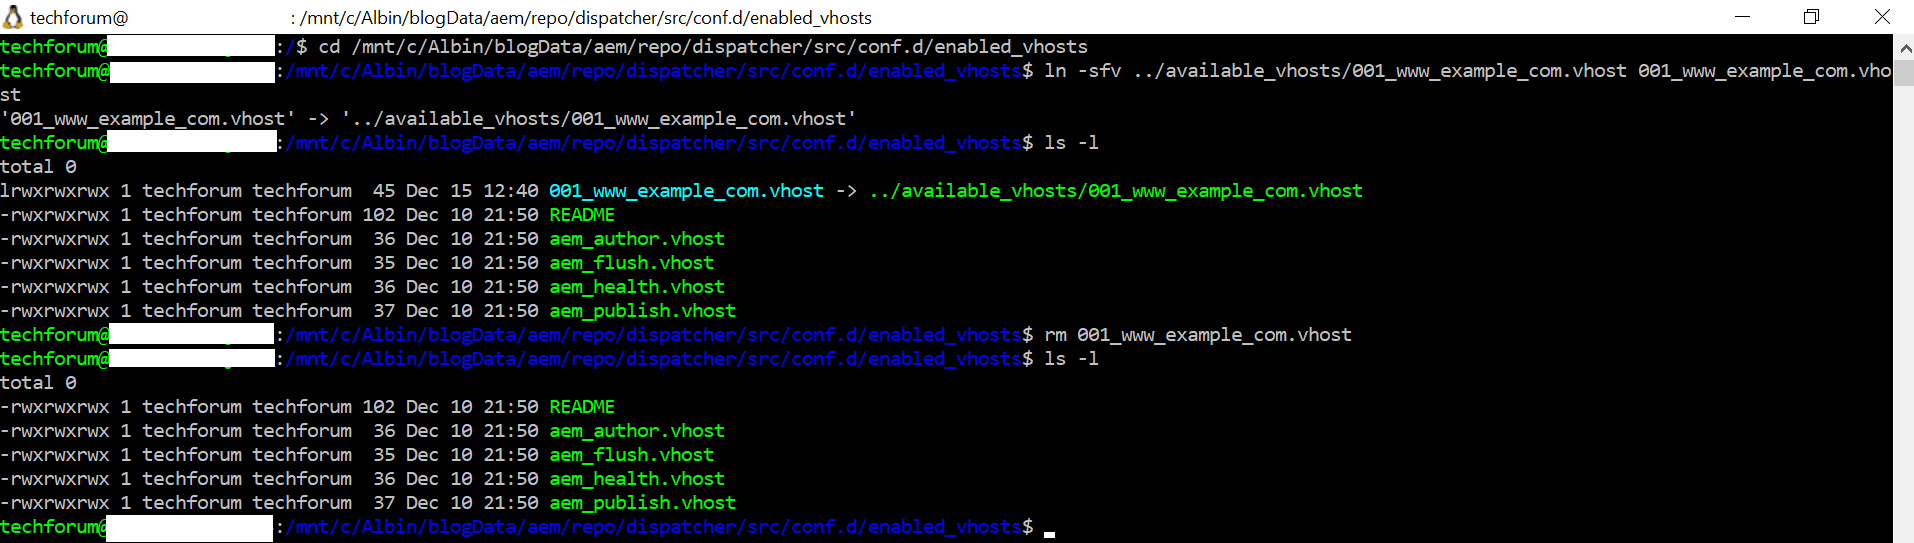 techforum@ : /mnt/c/Albin/blogData/aem/repo/dispatcher/src/conf.d/enabled_vhosts
techforum@ :/$ cd /mnt/c/Albin/blogData/aem/repo/dispatcher/src/conf.d/enabled_vhosts
techforum@ :/mnt/c/Albin/blogData/aem/repo/dispatcher/src/conf.d/enabled_vhosts$ ln -sfv ../available_vhosts/001_www_example_com.vhost 001_www_example_com.vho
st
'001_www_example_com.vhost' -> '../available_vhosts/001_www_example_com.vhost'
techforum@ :/mnt/c/Albin/blogData/aem/repo/dispatcher/src/conf.d/enabled_vhosts$ ls -l
total 0
lrwxrwxrwx 1 techforum techforum  45 Dec 15 12:40 001_www_example_com.vhost -> ../available_vhosts/001_www_example_com.vhost
-rwxrwxrwx 1 techforum techforum 102 Dec 10 21:50 README
-rwxrwxrwx 1 techforum techforum  36 Dec 10 21:50 aem_author.vhost
-rwxrwxrwx 1 techforum techforum  35 Dec 10 21:50 aem_flush.vhost
-rwxrwxrwx 1 techforum techforum  36 Dec 10 21:50 aem_health.vhost
-rwxrwxrwx 1 techforum techforum  37 Dec 10 21:50 aem_publish.vhost
techforum@ :/mnt/c/Albin/blogData/aem/repo/dispatcher/src/conf.d/enabled_vhosts$ rm 001_www_example_com.vhost
techforum@ :/mnt/c/Albin/blogData/aem/repo/dispatcher/src/conf.d/enabled_vhosts$ ls -l
total 0
-rwxrwxrwx 1 techforum techforum 102 Dec 10 21:50 README
-rwxrwxrwx 1 techforum techforum  36 Dec 10 21:50 aem_author.vhost
-rwxrwxrwx 1 techforum techforum  35 Dec 10 21:50 aem_flush.vhost
-rwxrwxrwx 1 techforum techforum  36 Dec 10 21:50 aem_health.vhost
-rwxrwxrwx 1 techforum techforum  37 Dec 10 21:50 aem_publish.vhost
techforum@ :/mnt/c/Albin/blogData/aem/repo/dispatcher/src/conf.d/enabled_vhosts$